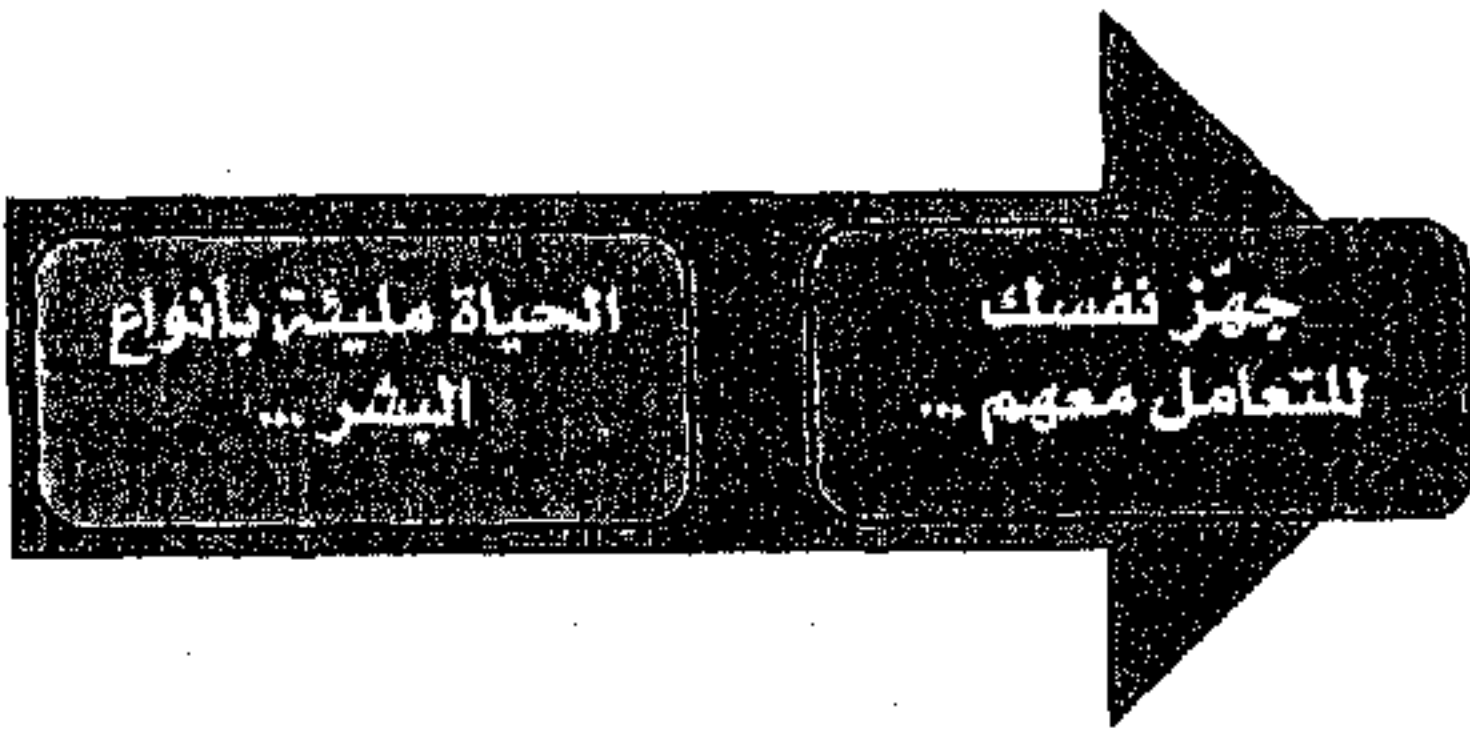 الحياة مليئة بأنواع
البشر ...
جهّز نفسك
للتعامل معهم ...